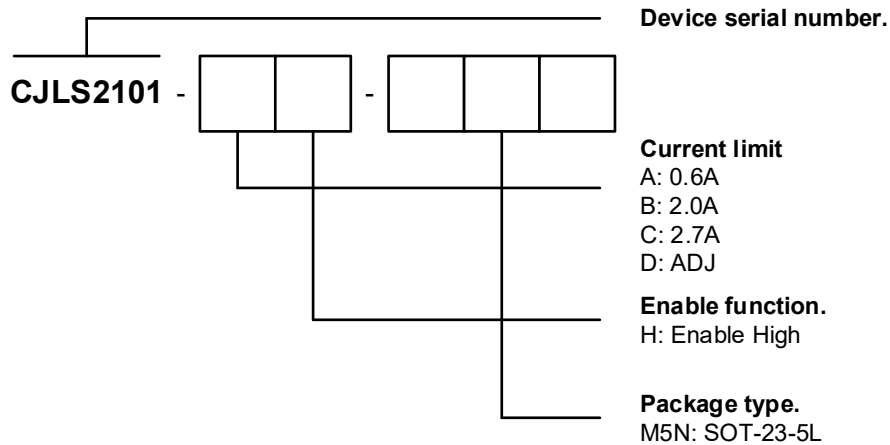 Device serial number.
CJLS2101 - -
Current limit
A: 0.6A
B: 2.0A
C: 2.7A
D: ADJ
Enable function.
H: Enable High
Package type.
M5N: SOT-23-5L